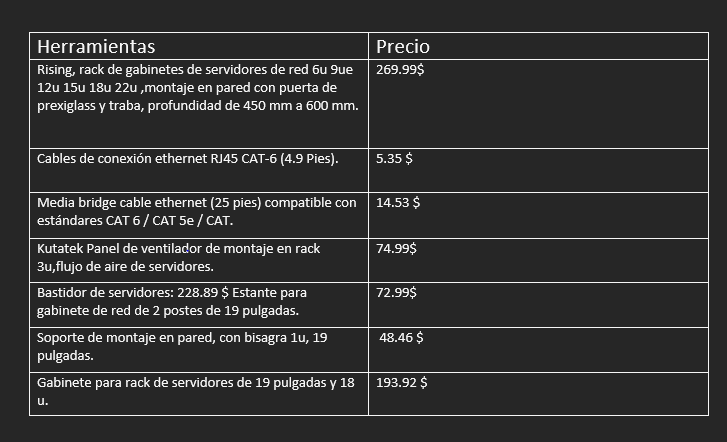 Herramientas
Precio
Rising, rack de gabinetes de servidores de red 6u 9ue
12u 15u 18u 22u ,montaje en pared con puerta de
prexiglass y traba, profundidad de 450 mm a 600 mm.
269.99$
Cables de conexión ethernet RJ45 CAT-6 (4.9 Pies).
5.35 $
Media bridge cable ethernet (25 pies) compatible con
estándares CAT 6 / CAT 5e / CAT.
14.53 $
Kutatek Panel de ventilador de montaje en rack
3u,flujo de aire de servidores.
74.99$
Bastidor de servidores: 228.89 $ Estante para
gabinete de red de 2 postes de 19 pulgadas.
72.99$
Soporte de montaje en pared, con bisagra 1u, 19
pulgadas.
48.46 $
Gabinete para rack de servidores de 19 pulgadas y 18
u.
193.92 $